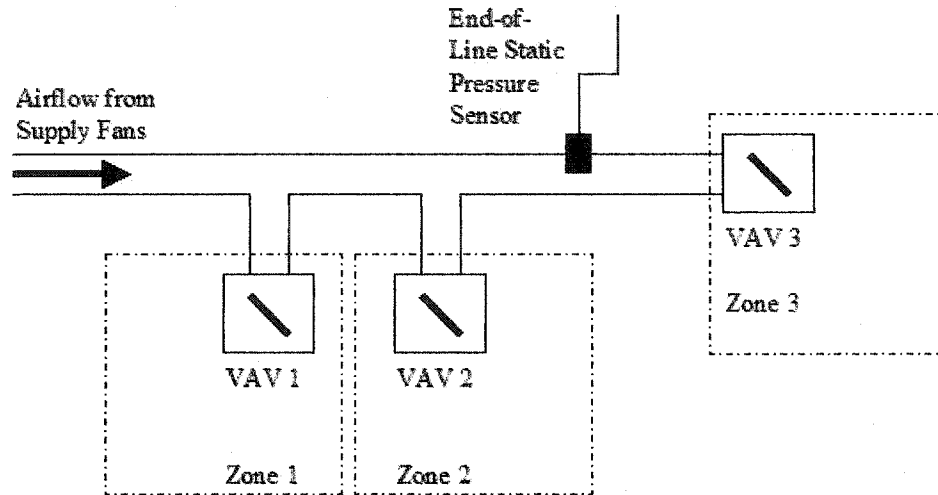 End-of-
Line Static
Pressure
Sensor
Airflow from
Supply Fans
VAV 3
Zone 3
VAV 1
VAV 2
Zone 1
Zone 2